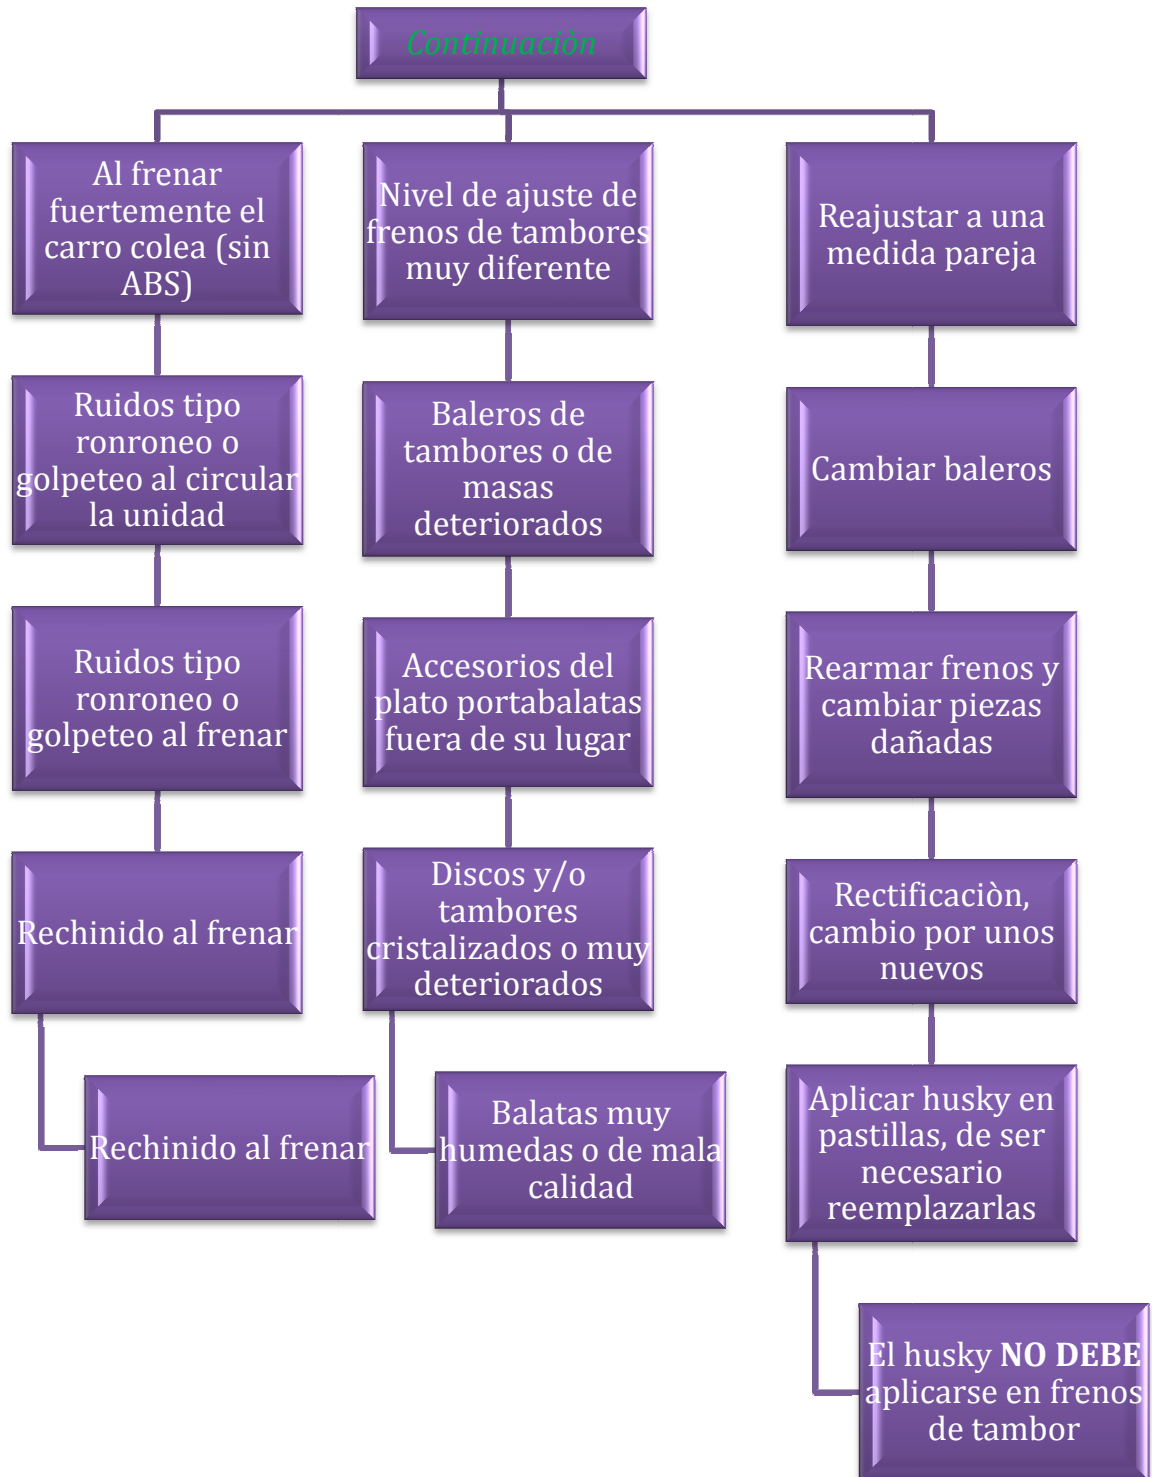 Continuaciòn
Al frenar
fuertemente el
carro colea (sin
ABS)
Nivel de ajuste de
frenos de tambores
muy diferente
Reajustar a una
medida pareja
Ruidos tipo
ronroneo o
golpeteo al circular
la unidad
Baleros de
tambores o de
masas
deteriorados
Cambiar baleros
Ruidos tipo
ronroneo o
golpeteo al frenar
Accesorios del
plato portabalatas
fuera de su lugar
Rearmar frenos y
cambiar piezas
dañadas
Rechinido al frenar
Discos y/o
tambores
cristalizados o muy
deteriorados
Rectificaciòn,
cambio por unos
nuevos
Rechinido al frenar
Balatas muy
humedas o de mala
calidad
Aplicar husky en
pastillas, de ser
necesario
reemplazarlas
El husky NO DEBE
aplicarse en frenos
de tambor